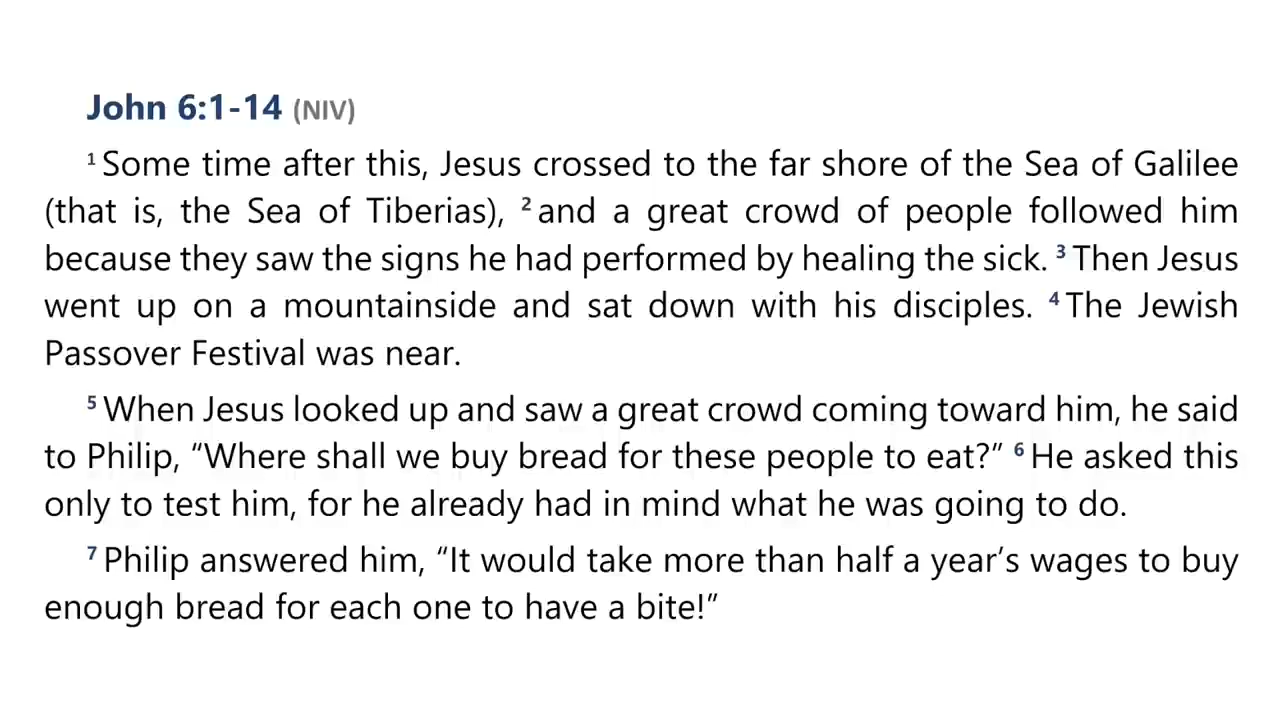 John 6:1-14 (NIV)
1 Some time after this, Jesus crossed to the far shore of the Sea of Galilee
(that is, the Sea of Tiberias), 2 and a great crowd of people followed him
because they saw the signs he had performed by healing the sick. 3 Then Jesus
went up on a mountainside and sat down with his disciples. 4 The Jewish
Passover Festival was near.
5 When Jesus looked up and saw a great crowd coming toward him, he said
to Philip, “Where shall we buy bread for these people to eat?” 6 He asked this
only to test him, for he already had in mind what he was going to do.
7 Philip answered him, “It would take more than half a year’s wages to buy
enough bread for each one to have a bite!”